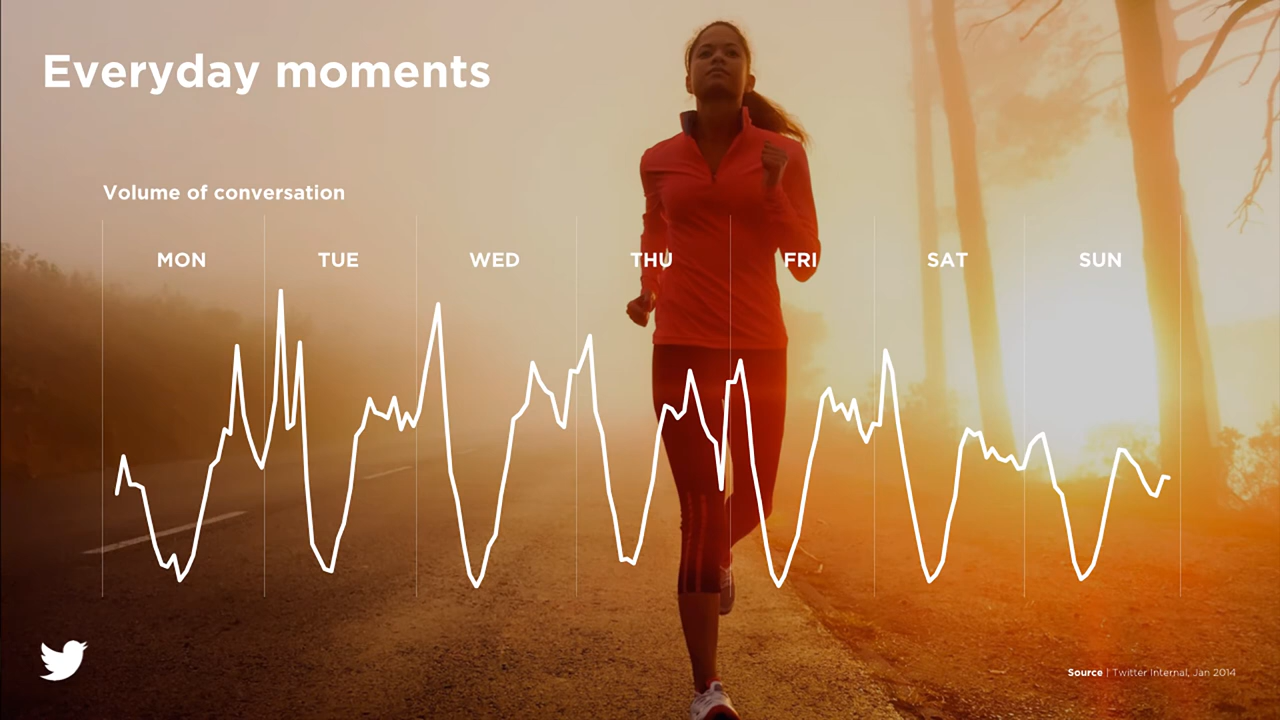 Everyday moments
Volume of conversation
MON TUE WED THU FRI SAT SUN
Source | Twitter Internal, Jan 2014